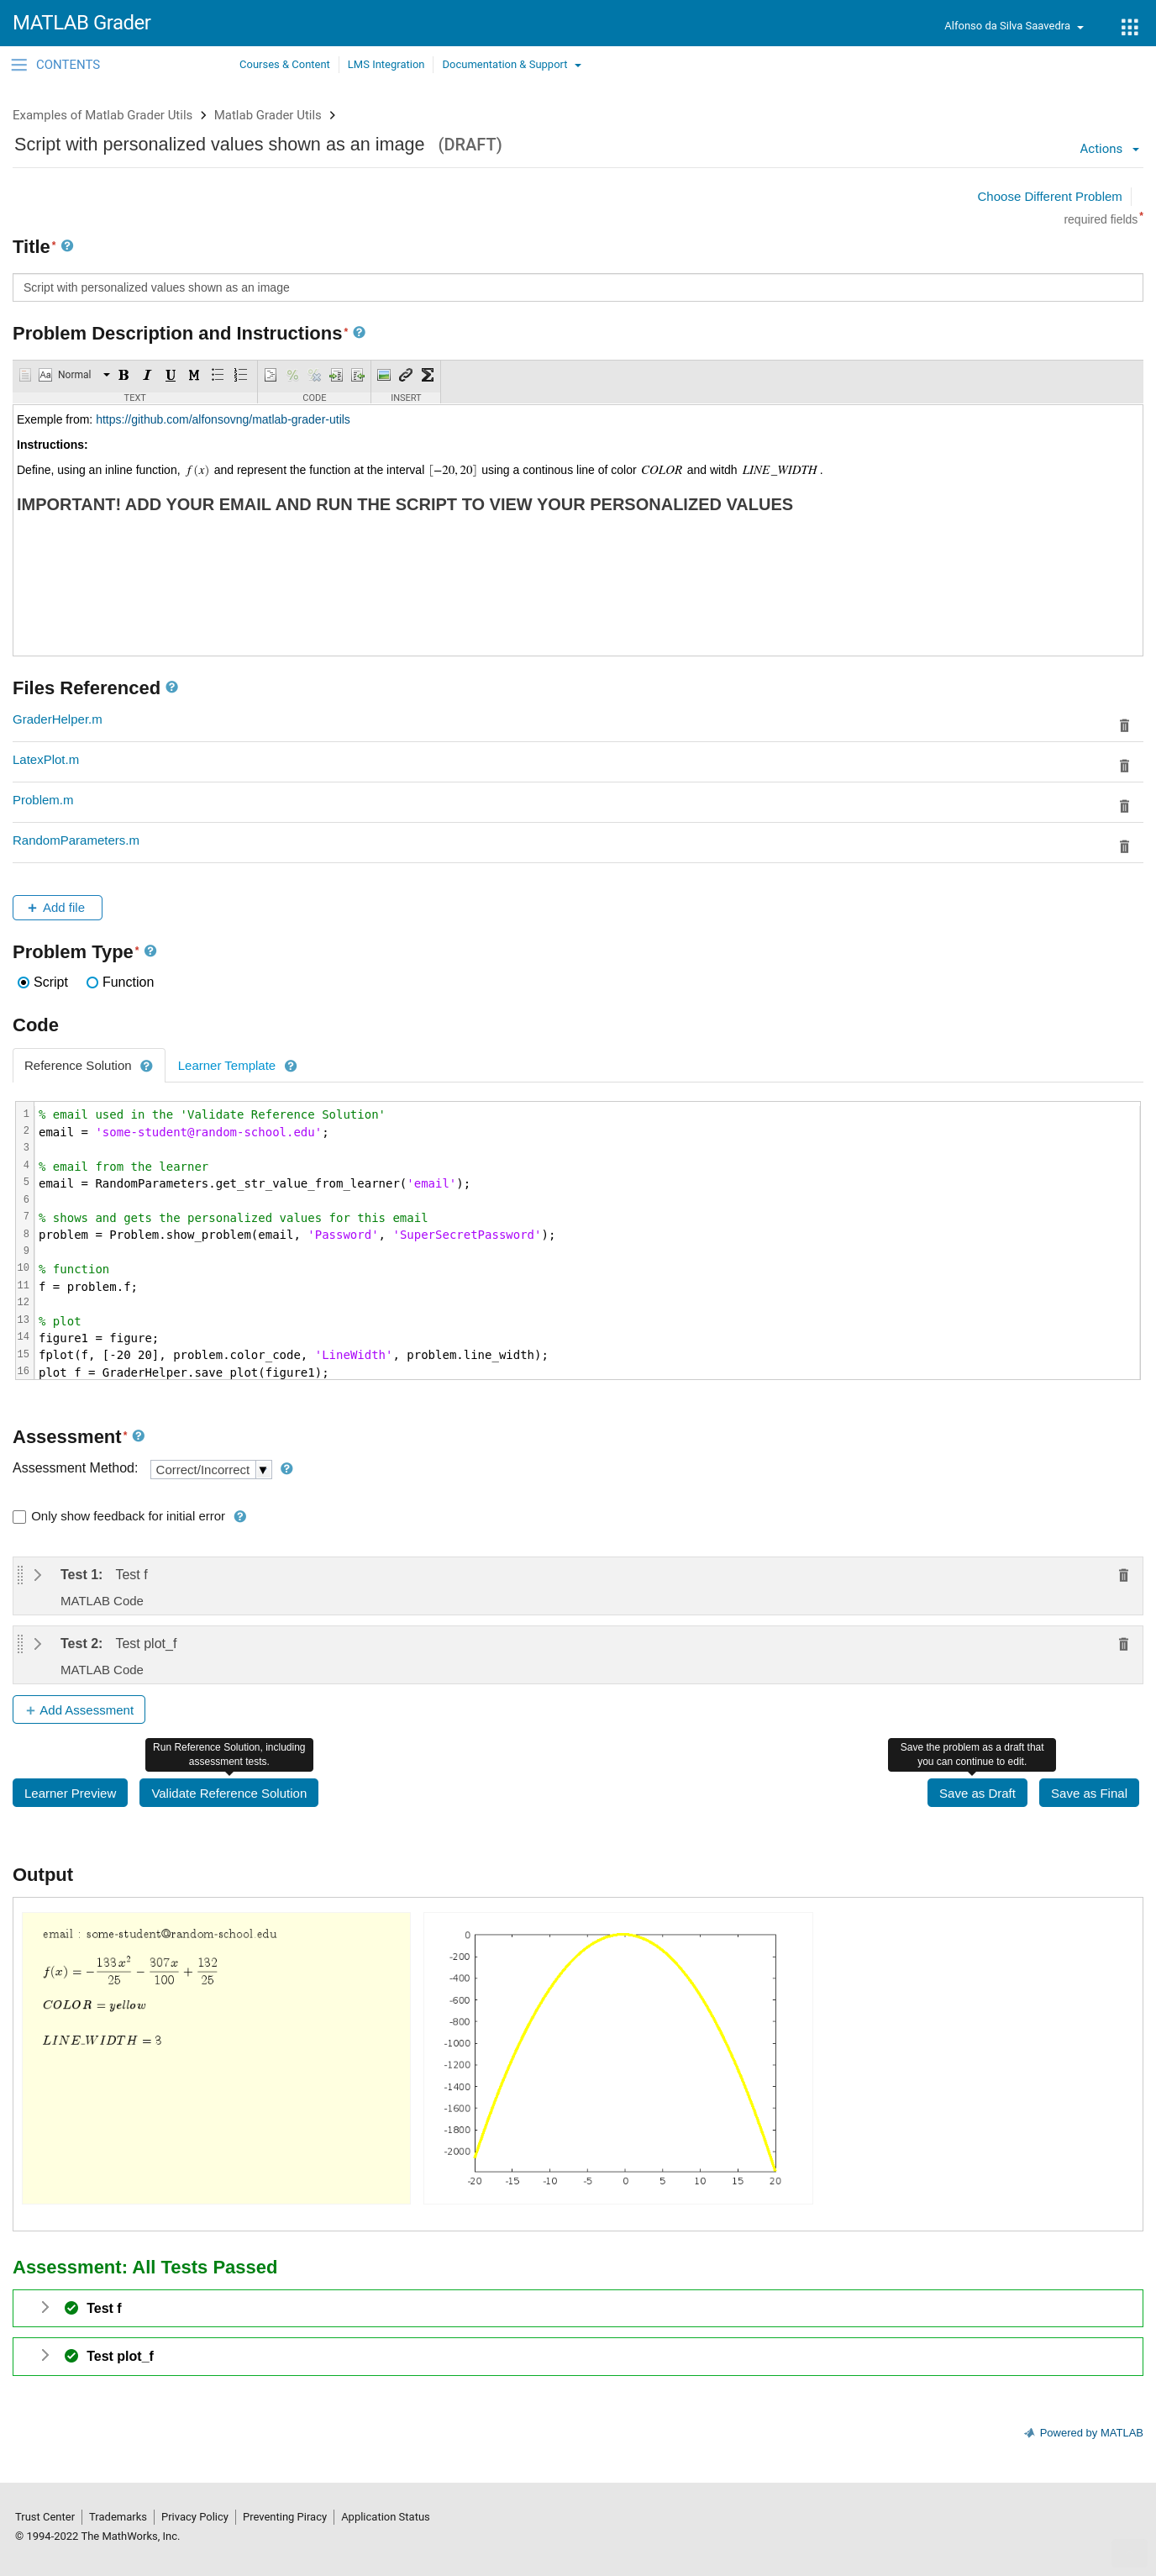 MATLAB Grader
Alfonso da Silva Saavedra
CONTENTS
Courses & Content
LMS Integration
Documentation & Support
Examples of Matlab Grader Utils
Matlab Grader Utils
Script with personalized values shown as an image (DRAFT)
Actions
Choose Different Problem
required fields*
Title* ?
Script with personalized values shown as an image
Problem Description and Instructions* ?
Aa Normal B I U M
TEXT
CODE
INSERT
Exemple from: https://github.com/alfonsovng/matlab-grader-utils
Instructions:
Define, using an inline function, f(x) and represent the function at the interval [−20, 20] using a continous line of color COLOR and witdh LINE_WIDTH .
IMPORTANT! ADD YOUR EMAIL AND RUN THE SCRIPT TO VIEW YOUR PERSONALIZED VALUES
Files Referenced ?
GraderHelper.m
LatexPlot.m
Problem.m
RandomParameters.m
+ Add file
Problem Type* ?
Script
Function
Code
Reference Solution ?
Learner Template ?
1 % email used in the 'Validate Reference Solution'
2 email = 'some-student@random-school.edu';
3
4 % email from the learner
5 email = RandomParameters.get_str_value_from_learner('email');
6
7 % shows and gets the personalized values for this email
8 problem = Problem.show_problem(email, 'Password', 'SuperSecretPassword');
9
10 % function
11 f = problem.f;
12
13 % plot
14 figure1 = figure;
15 fplot(f, [-20 20], problem.color_code, 'LineWidth', problem.line_width);
16 plot_f = GraderHelper.save_plot(figure1);
Assessment* ?
Assessment Method: Correct/Incorrect ?
Only show feedback for initial error ?
Test 1: Test f
MATLAB Code
Test 2: Test plot_f
MATLAB Code
+ Add Assessment
Run Reference Solution, including
assessment tests.
Save the problem as a draft that
you can continue to edit.
Learner Preview
Validate Reference Solution
Save as Draft
Save as Final
Output
email : some-student@random-school.edu
f(x) = −133x²/25 − 307x/100 + 132/25
COLOR = yellow
LINE_WIDTH = 3
0
-200
-400
-600
-800
-1000
-1200
-1400
-1600
-1800
-2000
-20 -15 -10 -5 0 5 10 15 20
Assessment: All Tests Passed
Test f
Test plot_f
Powered by MATLAB
Trust Center
Trademarks
Privacy Policy
Preventing Piracy
Application Status
© 1994-2022 The MathWorks, Inc.